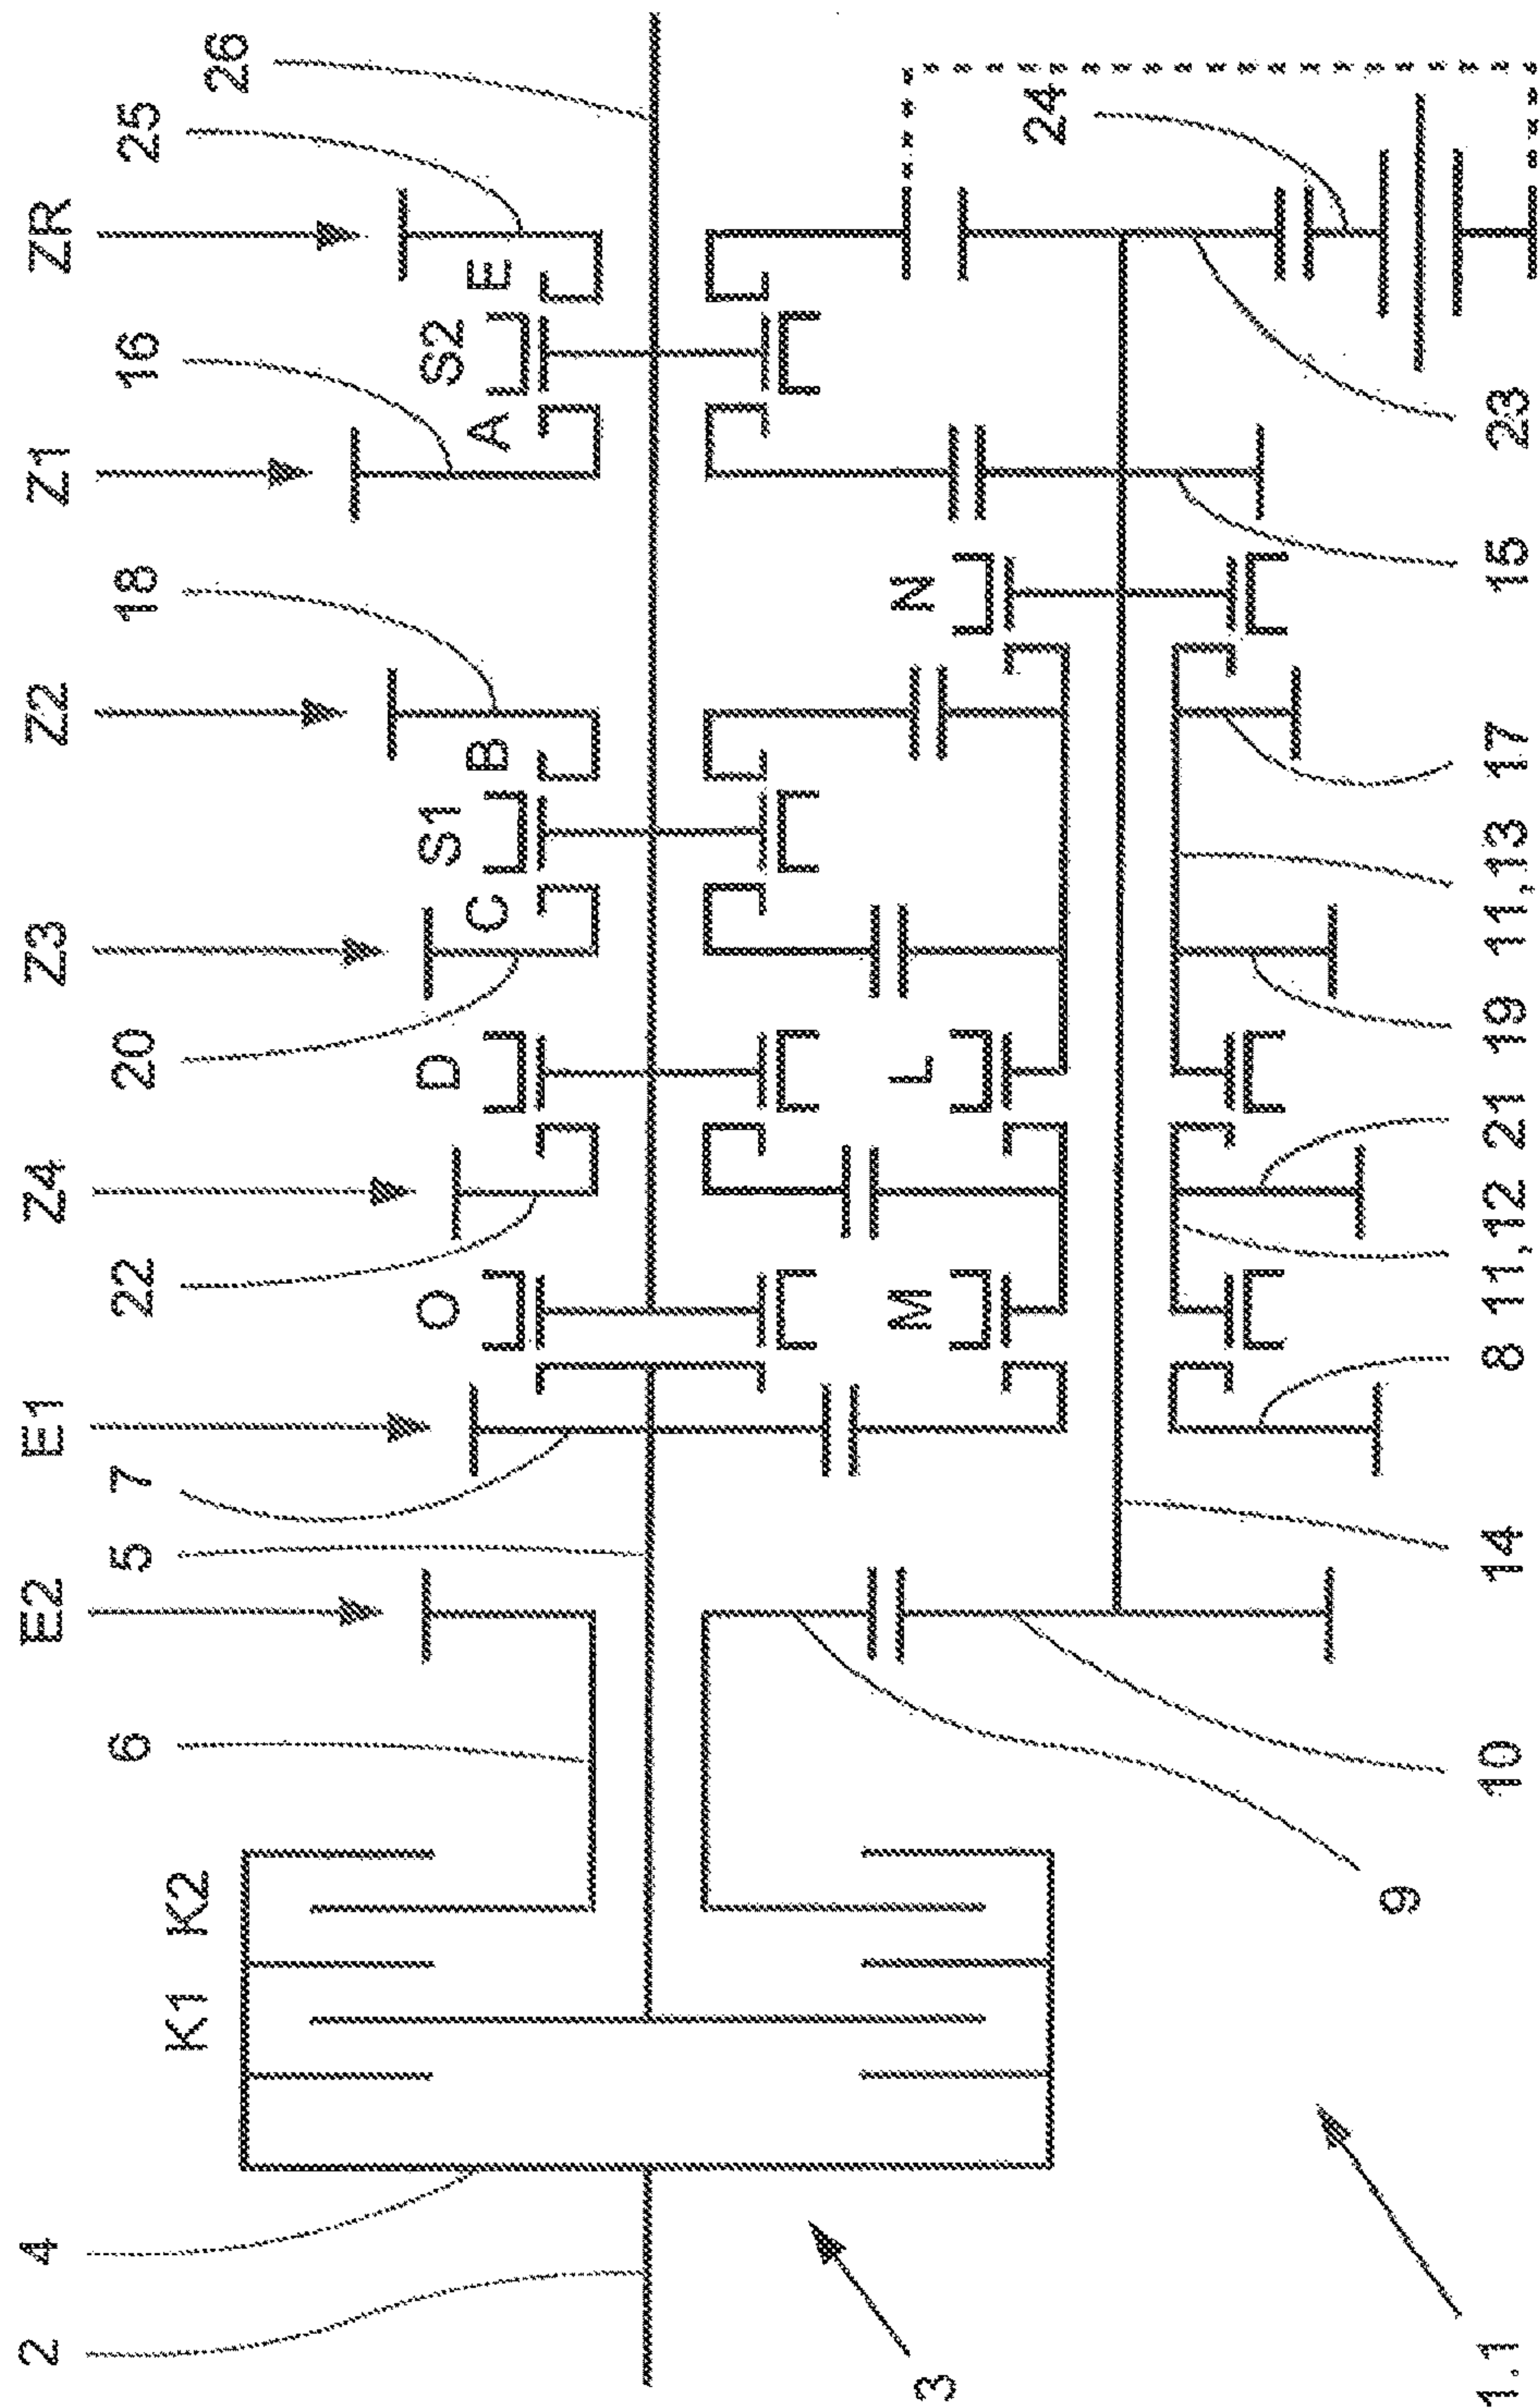 2 4 E2 E1 Z4 Z3 Z2 Z1 ZR
6 5 7 22 20 18 16 25
K1 K2
26
O D S1 S2
C B A E
M L N
3
24
9
1.1 10 14 8 11,12 21 19 11,13 17 15 23